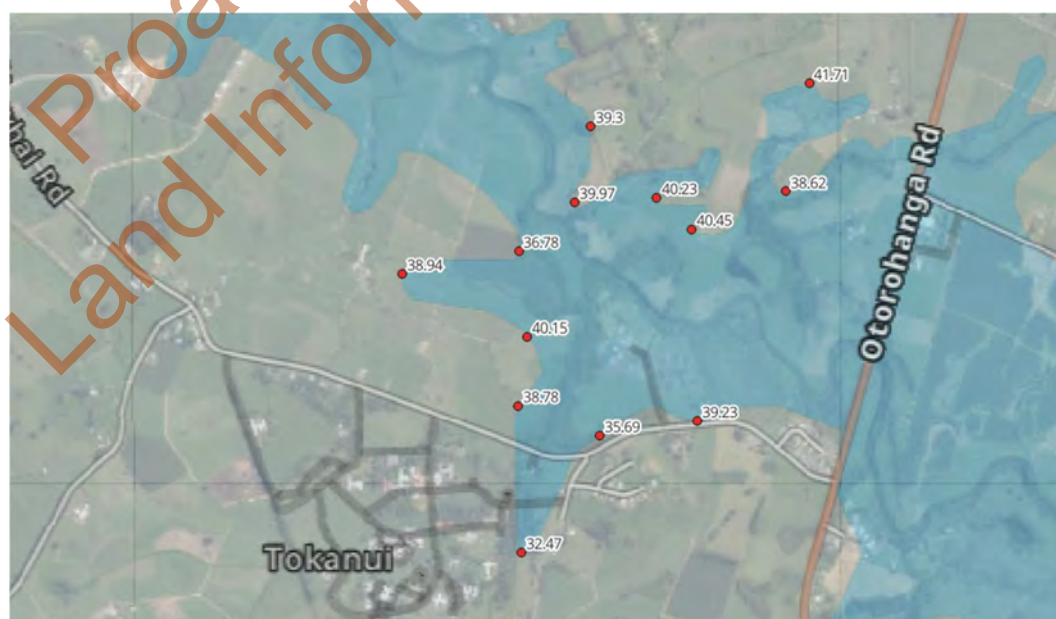 Proa
Land Infor
rhai Rd
41.71
39.3
Otorohanga Rd
38.62
39.97
40.23
40.45
36.78
38.94
40.15
38.78
39.23
35.69
32.47
Tokanui